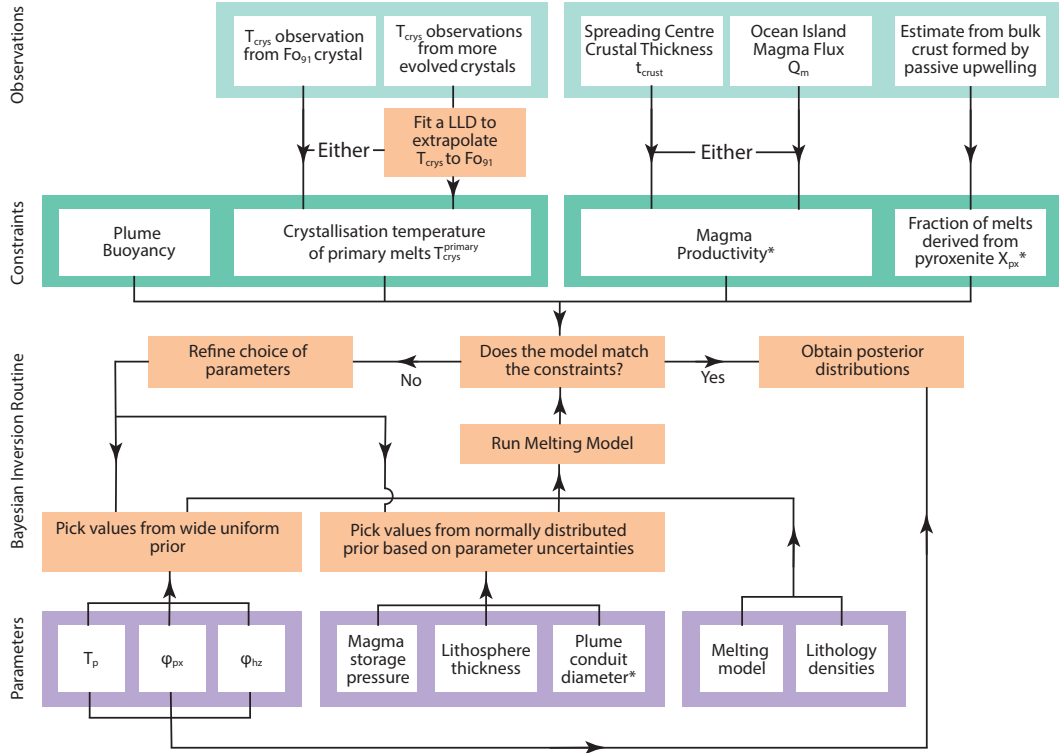 Observations
T_crys observation
from Fo_91 crystal
T_crys observations
from more
evolved crystals
Spreading Centre
Crustal Thickness
t_crust
Ocean Island
Magma Flux
Q_m
Estimate from bulk
crust formed by
passive upwelling
Either
Fit a LLD to
extrapolate
T_crys to Fo_91
Either
Constraints
Plume
Buoyancy
Crystallisation temperature
of primary melts T_crys^primary
Magma
Productivity*
Fraction of melts
derived from
pyroxenite X_px*
Bayesian Inversion Routine
Refine choice of
parameters
No
Does the model match
the constraints?
Yes
Obtain posterior
distributions
Run Melting Model
Pick values from wide uniform
prior
Pick values from normally distributed
prior based on parameter uncertainties
Parameters
T_p
φ_px
φ_hz
Magma
storage
pressure
Lithosphere
thickness
Plume
conduit
diameter*
Melting
model
Lithology
densities